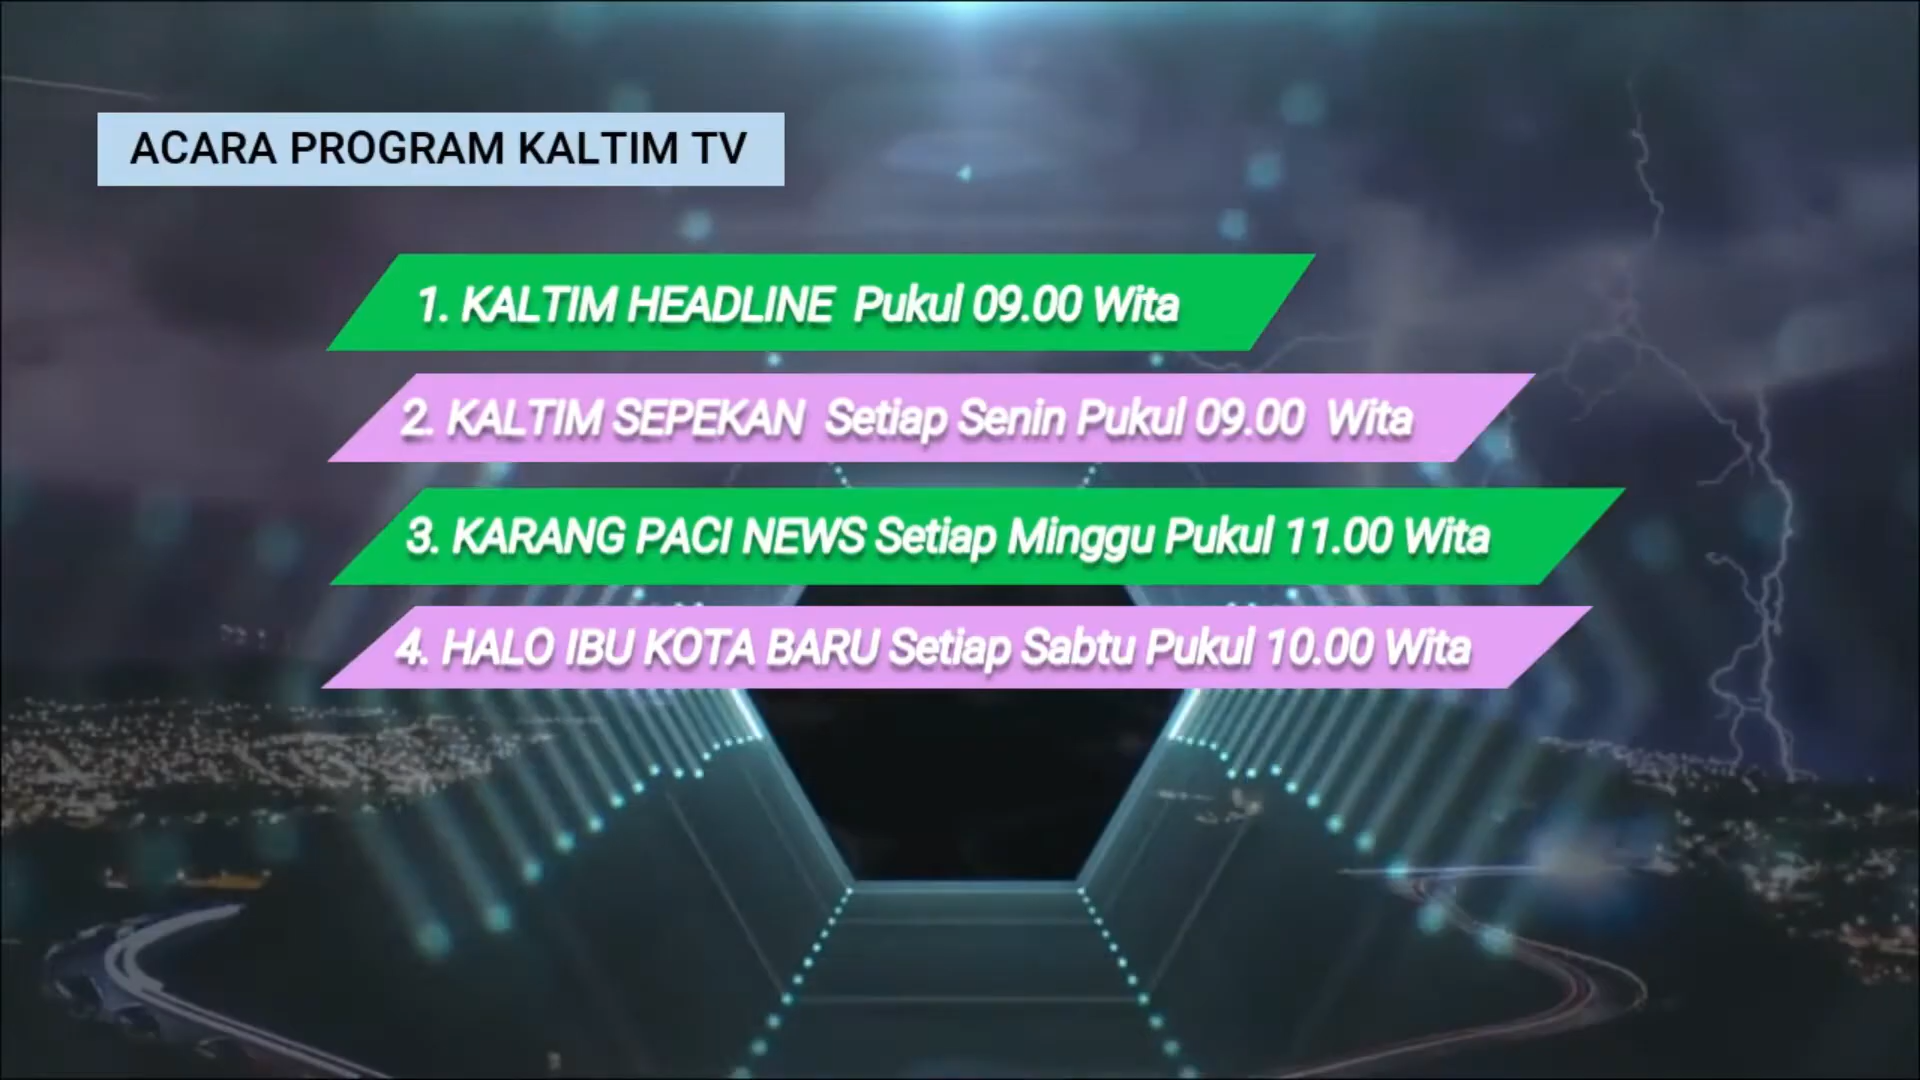 ACARA PROGRAM KALTIM TV
1. KALTIM HEADLINE Pukul 09.00 Wita
2. KALTIM SEPEKAN Setiap Senin Pukul 09.00 Wita
3. KARANG PACI NEWS Setiap Minggu Pukul 11.00 Wita
4. HALO IBU KOTA BARU Setiap Sabtu Pukul 10.00 Wita